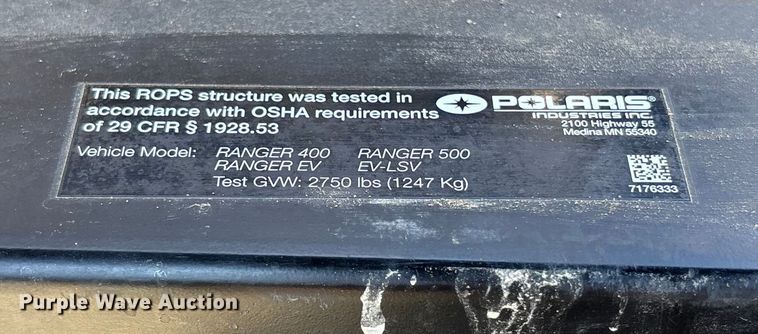 This ROPS structure was tested in
accordance with OSHA requirements
of 29 CFR § 1928.53
POLARIS
INDUSTRIES INC.
2100 Highway 55
Medina MN 55340
Vehicle Model: RANGER 400 RANGER 500
RANGER EV EV-LSV
Test GVW: 2750 lbs (1247 Kg)
7176333
Purple Wave Auction